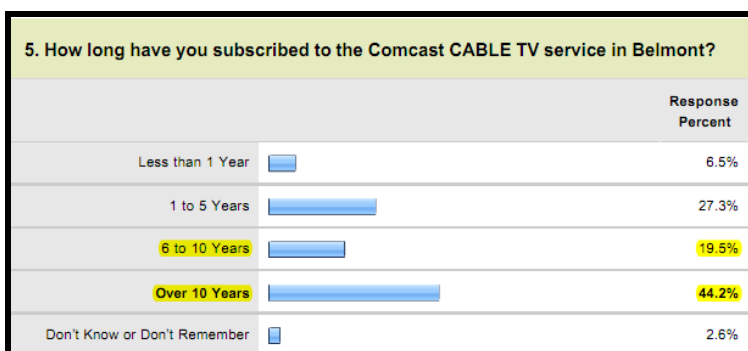 5. How long have you subscribed to the Comcast CABLE TV service in Belmont?
Response
Percent
Less than 1 Year 6.5%
1 to 5 Years 27.3%
6 to 10 Years 19.5%
Over 10 Years 44.2%
Don't Know or Don't Remember 2.6%